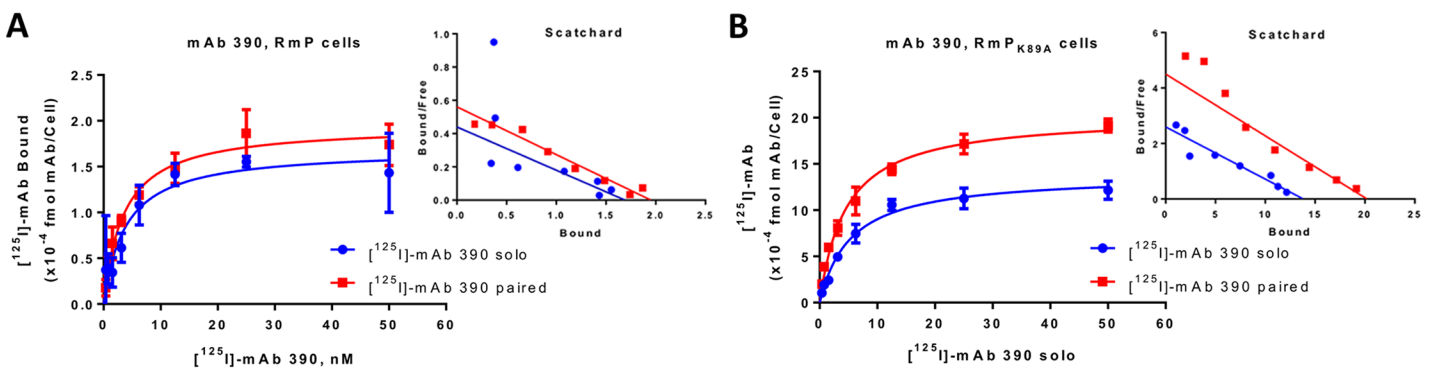 A
mAb 390, RmP cells
[125I]-mAb Bound
(x10-4 fmol mAb/Cell)
2.5
2.0
1.5
1.0
0.5
0.0
0 10 20 30 40 50 60
[125I]-mAb 390, nM
[125I]-mAb 390 solo
[125I]-mAb 390 paired
Scatchard
Bound/Free
1.0
0.8
0.6
0.4
0.2
0.0
0.0 0.5 1.0 1.5 2.0 2.5
Bound
B
mAb 390, RmPK89A cells
[125I]-mAb
(x10-4 fmol mAb/Cell)
25
20
15
10
5
0
0 10 20 30 40 50 60
[125I]-mAb 390 solo
[125I]-mAb 390 solo
[125I]-mAb 390 paired
Scatchard
Bound/Free
6
4
2
0
0 5 10 15 20 25
Bound